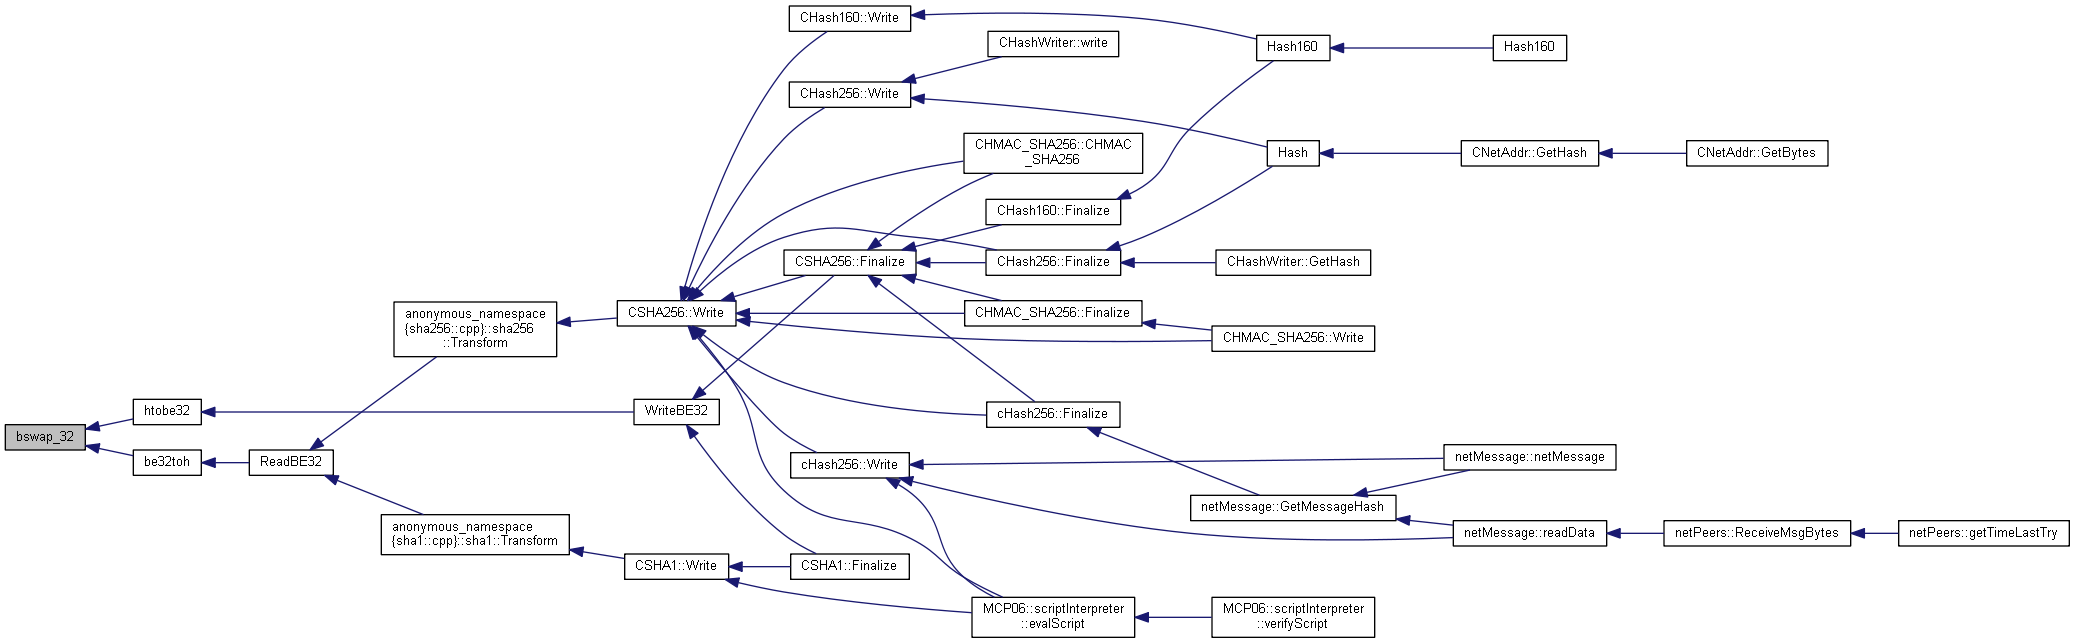 CHash160::Write
CHashWriter::write
Hash160
Hash160
CHash256::Write
CHMAC_SHA256::CHMAC
_SHA256
Hash
CNetAddr::GetHash
CNetAddr::GetBytes
CHash160::Finalize
CSHA256::Finalize
CHash256::Finalize
CHashWriter::GetHash
anonymous_namespace
{sha256::cpp}::sha256
::Transform
CSHA256::Write
CHMAC_SHA256::Finalize
CHMAC_SHA256::Write
htobe32
WriteBE32
cHash256::Finalize
bswap_32
be32toh
ReadBE32
cHash256::Write
netMessage::netMessage
netMessage::GetMessageHash
anonymous_namespace
{sha1::cpp}::sha1::Transform
netMessage::readData
netPeers::ReceiveMsgBytes
netPeers::getTimeLastTry
CSHA1::Write
CSHA1::Finalize
MCP06::scriptInterpreter
::evalScript
MCP06::scriptInterpreter
::verifyScript